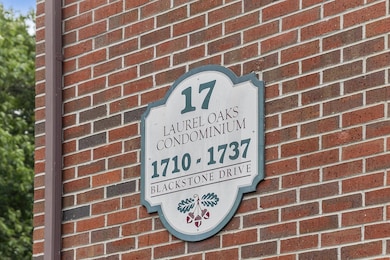 17
LAUREL OAKS
CONDOMINIUM
1710 - 1737
BLACKSTONE DRIVE